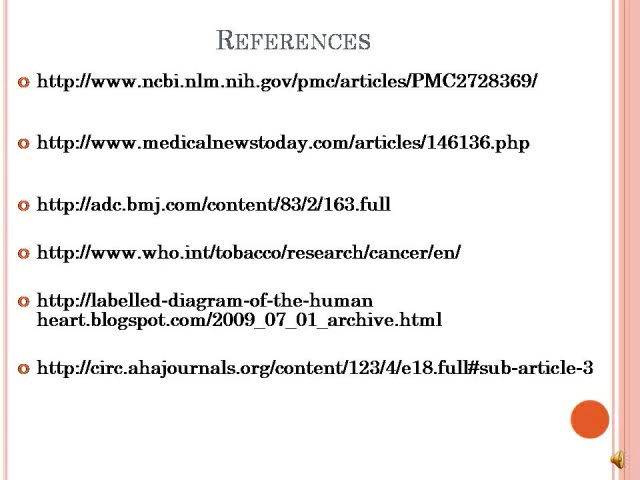 REFERENCES
http://www.ncbi.nlm.nih.gov/pmc/articles/PMC2728369/
http://www.medicalnewstoday.com/articles/146136.php
http://adc.bmj.com/content/83/2/163.full
http://www.who.int/tobacco/research/cancer/en/
http://labelled-diagram-of-the-human
heart.blogspot.com/2009_07_01_archive.html
http://circ.ahajournals.org/content/123/4/e18.full#sub-article-3